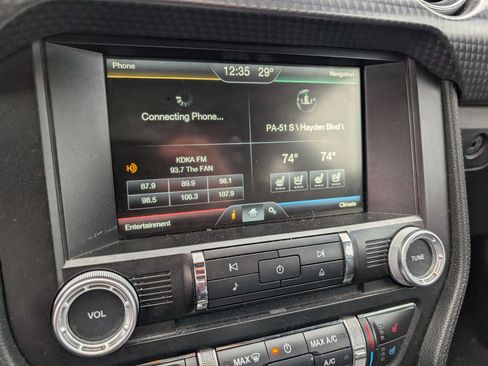 Phone 12:35 29° Navigation
Connecting Phone...
PA-51 S \ Hayden Blvd \
KDKA FM
93.7 The FAN
74° 74°
87.9 89.9 98.1
98.5 106.3 107.9
Entertainment i Climate
VOL
TUNE
MAX
MAX A/C
A/C